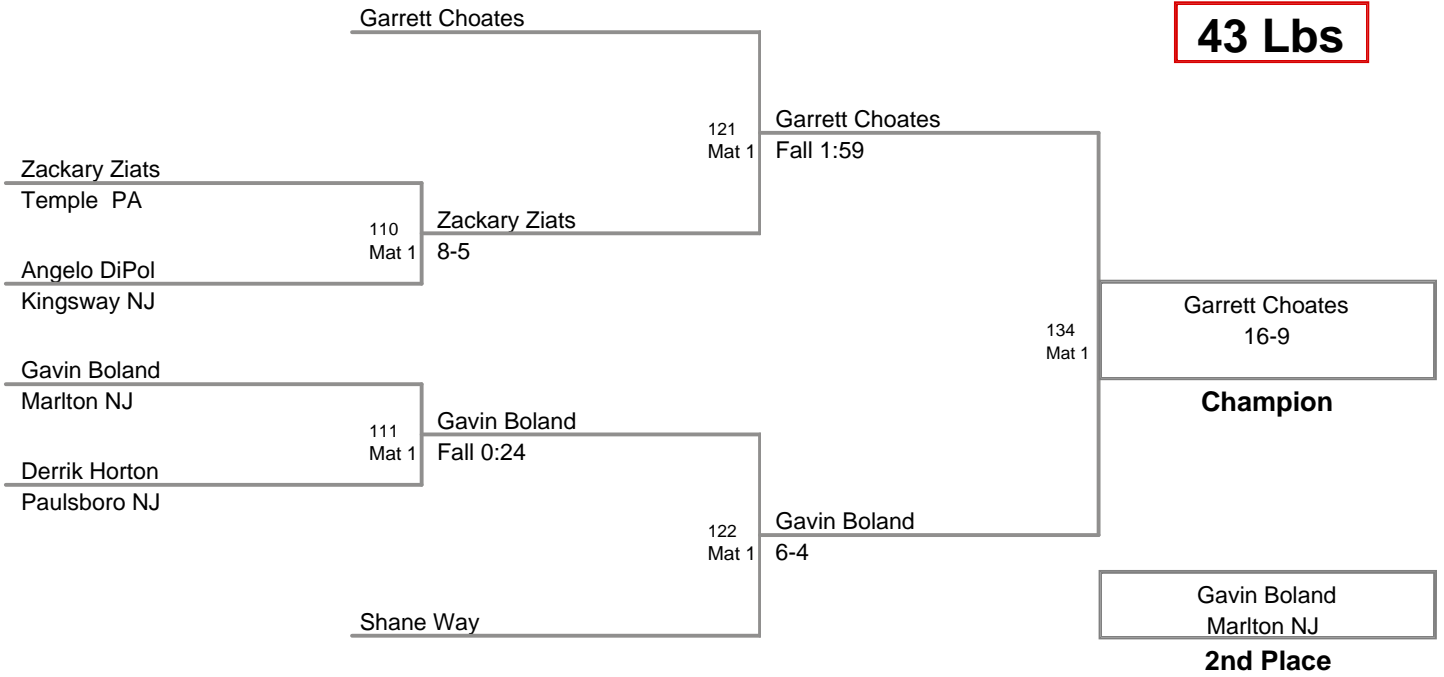 Garrett Choates
43 Lbs
121
Mat 1
Garrett Choates
Fall 1:59
Zackary Ziats
Temple  PA
110
Mat 1
Zackary Ziats
8-5
Angelo DiPol
Kingsway NJ
Garrett Choates
16-9
134
Mat 1
Champion
Gavin Boland
Marlton NJ
111
Mat 1
Gavin Boland
Fall 0:24
Derrik Horton
Paulsboro NJ
122
Mat 1
Gavin Boland
6-4
Shane Way
Gavin Boland
Marlton NJ
2nd Place